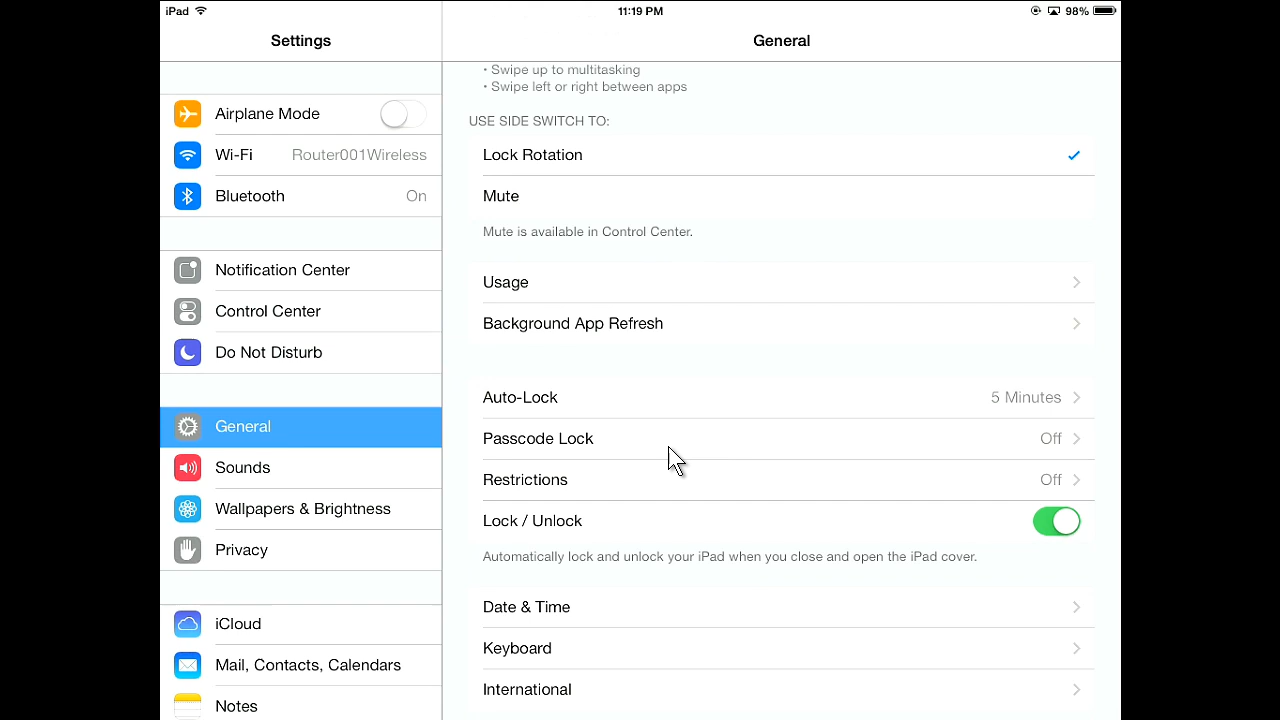 iPad
11:19 PM
98%
Settings
General
Airplane Mode
Wi-Fi Router001Wireless
Bluetooth On
Notification Center
Control Center
Do Not Disturb
General
Sounds
Wallpapers & Brightness
Privacy
iCloud
Mail, Contacts, Calendars
Notes
• Swipe up to multitasking
• Swipe left or right between apps
USE SIDE SWITCH TO:
Lock Rotation
Mute
Mute is available in Control Center.
Usage
Background App Refresh
Auto-Lock 5 Minutes
Passcode Lock Off
Restrictions Off
Lock / Unlock
Automatically lock and unlock your iPad when you close and open the iPad cover.
Date & Time
Keyboard
International